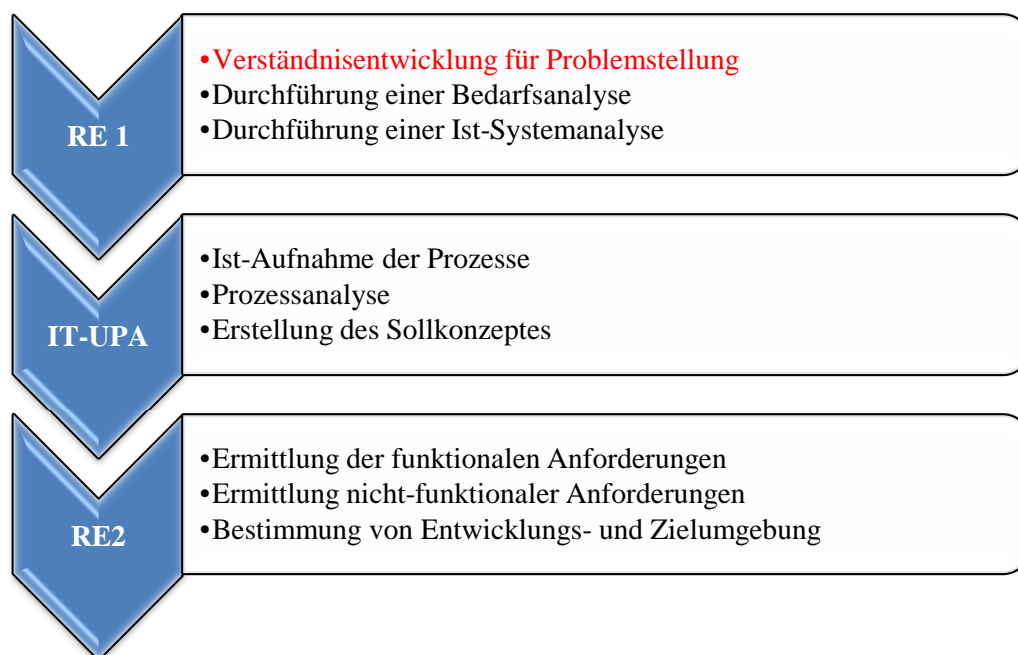 RE 1
•Verständnisentwicklung für Problemstellung
•Durchführung einer Bedarfsanalyse
•Durchführung einer Ist-Systemanalyse
IT-UPA
•Ist-Aufnahme der Prozesse
•Prozessanalyse
•Erstellung des Sollkonzeptes
RE2
•Ermittlung der funktionalen Anforderungen
•Ermittlung nicht-funktionaler Anforderungen
•Bestimmung von Entwicklungs- und Zielumgebung